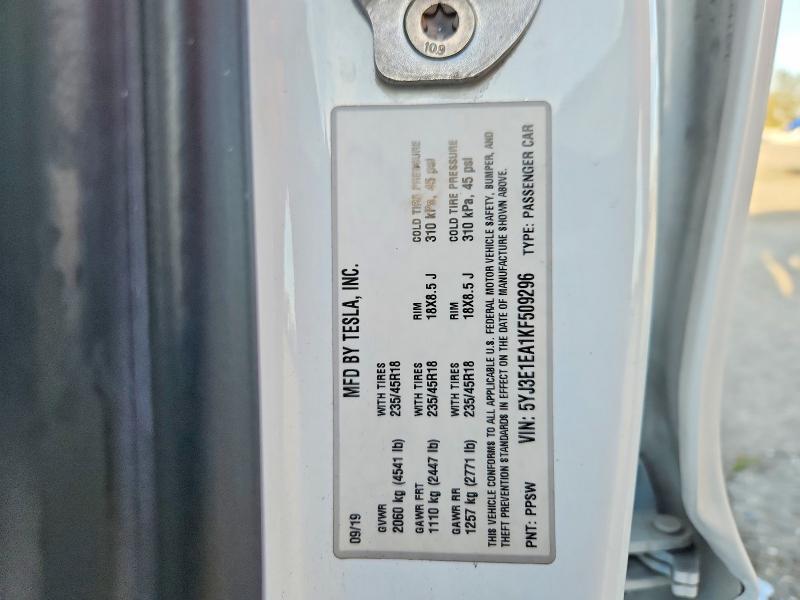 10.9
MFD BY TESLA, INC.
09/19
GVWR WITH TIRES
2060 kg (4541 lb) 235/45R18
GAWR FRT WITH TIRES RIM COLD TIRE PRESSURE
1110 kg (2447 lb) 235/45R18 18X8.5 J 310 kPa, 45 psi
GAWR RR WITH TIRES RIM COLD TIRE PRESSURE
1257 kg (2771 lb) 235/45R18 18X8.5 J 310 kPa, 45 psi
THIS VEHICLE CONFORMS TO ALL APPLICABLE U.S. FEDERAL MOTOR VEHICLE SAFETY, BUMPER, AND
THEFT PREVENTION STANDARDS IN EFFECT ON THE DATE OF MANUFACTURE SHOWN ABOVE.
PNT: PPSW VIN: 5YJ3E1EA1KF509296 TYPE: PASSENGER CAR